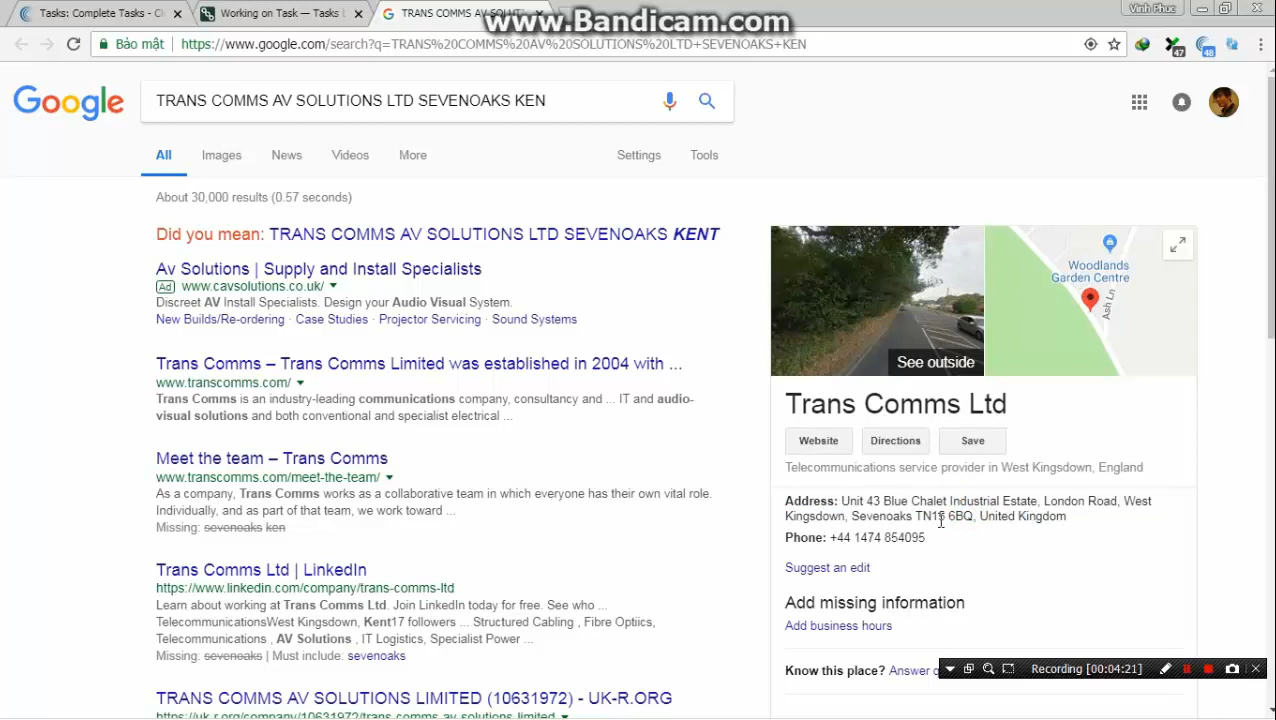 Tasks: Complete Tasks - Cl
Working on Task — Tasks L
TRANS COMMS AV SOLUT
www.Bandicam.com
Vinh Phuc
Bảo mật
https://www.google.com/search?q=TRANS%20COMMS%20AV%20SOLUTIONS%20LTD+SEVENOAKS+KEN
47
48
Google
TRANS COMMS AV SOLUTIONS LTD SEVENOAKS KEN
All Images News Videos More Settings Tools
About 30,000 results (0.57 seconds)
Did you mean: TRANS COMMS AV SOLUTIONS LTD SEVENOAKS KENT
Av Solutions | Supply and Install Specialists
Ad www.cavsolutions.co.uk/
Discreet AV Install Specialists. Design your Audio Visual System.
New Builds/Re-ordering · Case Studies · Projector Servicing · Sound Systems
Trans Comms – Trans Comms Limited was established in 2004 with ...
www.transcomms.com/
Trans Comms is an industry-leading communications company, consultancy and ... IT and audio-
visual solutions and both conventional and specialist electrical ...
Meet the team – Trans Comms
www.transcomms.com/meet-the-team/
As a company, Trans Comms works as a collaborative team in which everyone has their own vital role.
Individually, and as part of that team, we work toward ...
Missing: sevenoaks ken
Trans Comms Ltd | LinkedIn
https://www.linkedin.com/company/trans-comms-ltd
Learn about working at Trans Comms Ltd. Join LinkedIn today for free. See who ...
TelecommunicationsWest Kingsdown, Kent17 followers ... Structured Cabling , Fibre Optiics,
Telecommunications , AV Solutions , IT Logistics, Specialist Power ...
Missing: sevenoaks | Must include: sevenoaks
TRANS COMMS AV SOLUTIONS LIMITED (10631972) - UK-R.ORG
https://uk-r.org/company/10631972/trans-comms-av-solutions-limited
See outside
Woodlands
Garden Centre
Ash Ln
Trans Comms Ltd
Website Directions Save
Telecommunications service provider in West Kingsdown, England
Address: Unit 43 Blue Chalet Industrial Estate, London Road, West
Kingsdown, Sevenoaks TN15 6BQ, United Kingdom
Phone: +44 1474 854095
Suggest an edit
Add missing information
Add business hours
Know this place? Answer q
Recording [00:04:21]